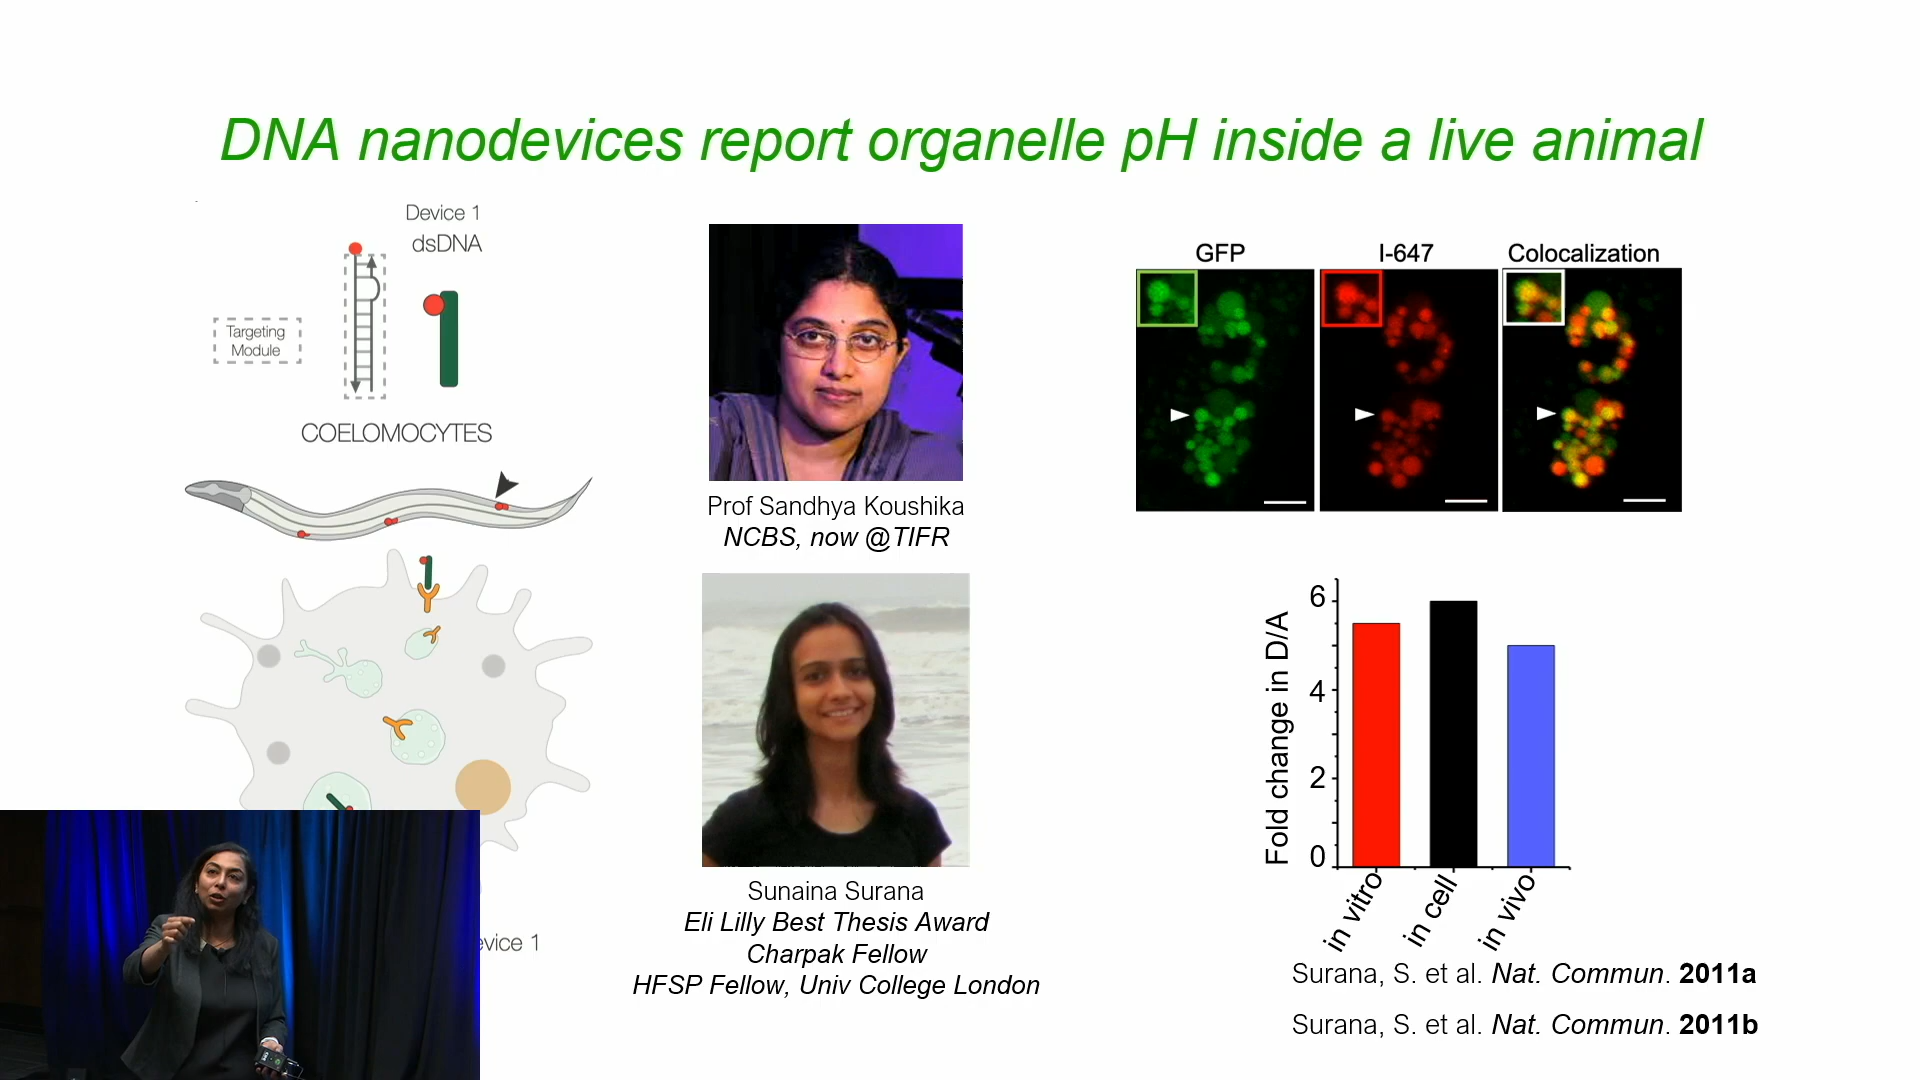 DNA nanodevices report organelle pH inside a live animal
Device 1
dsDNA
Targeting
Module
COELOMOCYTES
Prof Sandhya Koushika
NCBS, now @TIFR
Sunaina Surana
Eli Lilly Best Thesis Award
Charpak Fellow
HFSP Fellow, Univ College London
GFP
I-647
Colocalization
Fold change in D/A
6
4
2
0
in vitro
in cell
in vivo
Surana, S. et al. Nat. Commun. 2011a
Surana, S. et al. Nat. Commun. 2011b
evice 1